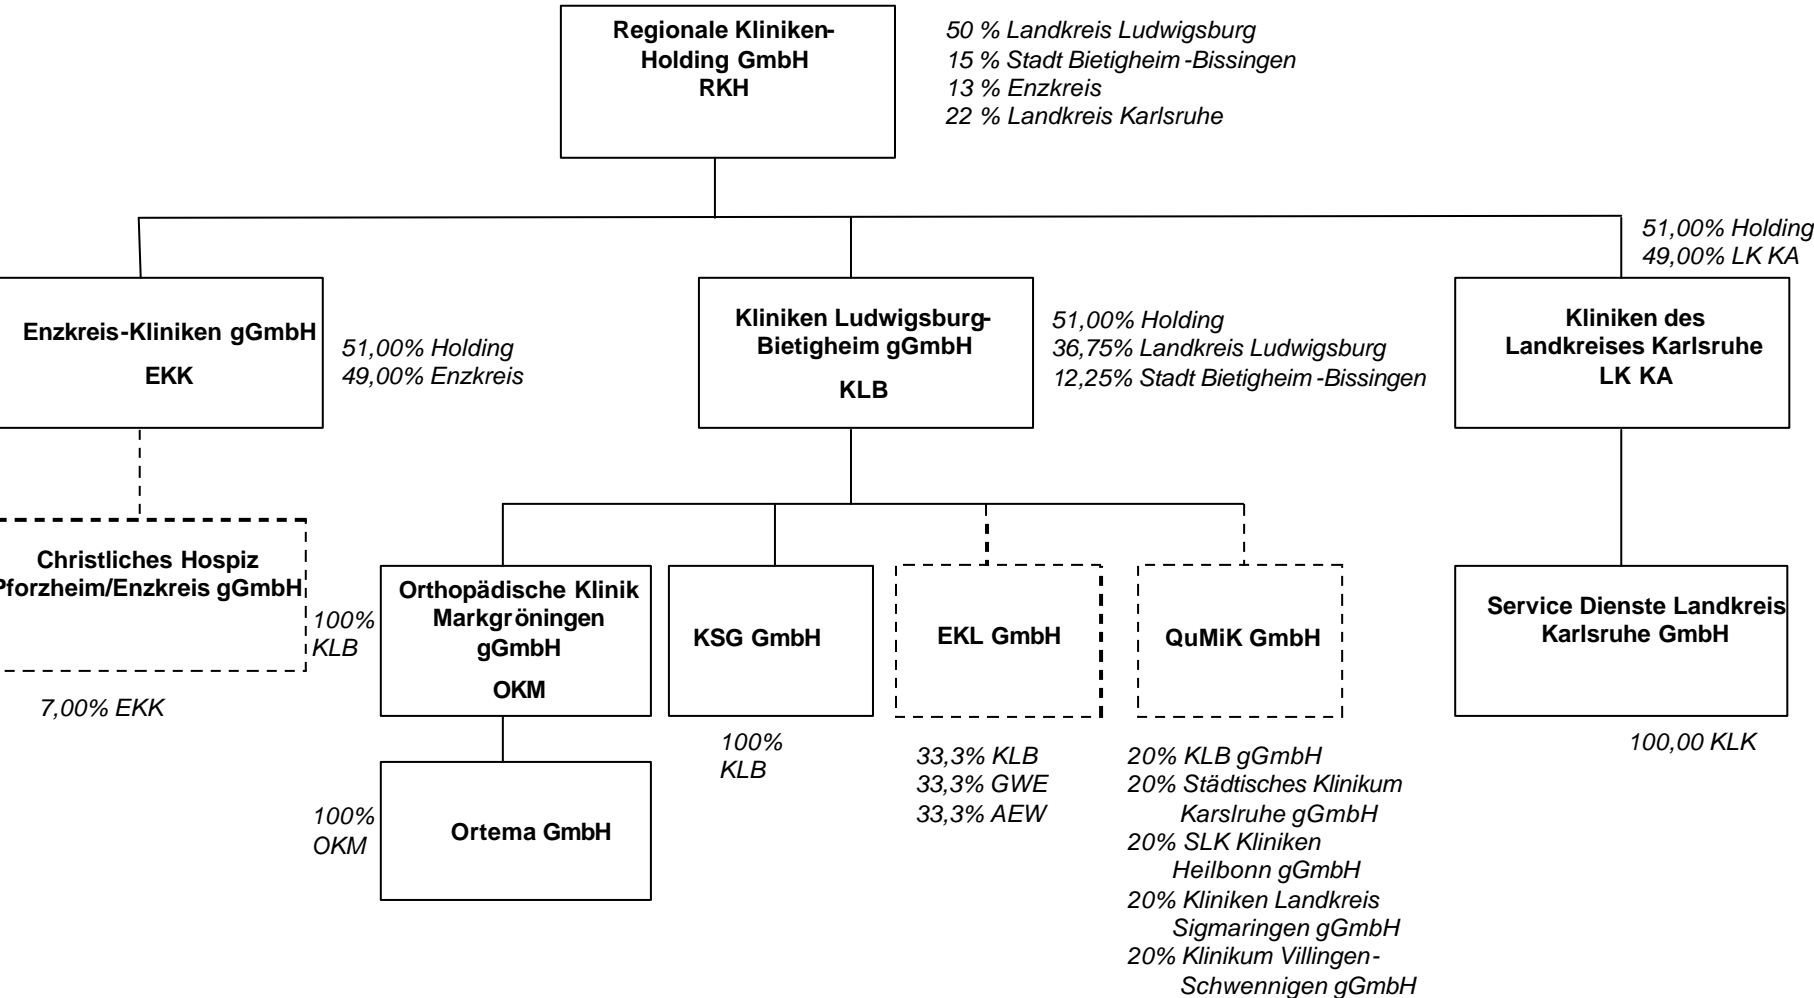 Regionale Kliniken-
Holding GmbH
RKH
50 % Landkreis Ludwigsburg
15 % Stadt Bietigheim-Bissingen
13 % Enzkreis
22 % Landkreis Karlsruhe
51,00% Holding
49,00% LK KA
Enzkreis-Kliniken gGmbH
EKK
51,00% Holding
49,00% Enzkreis
Kliniken Ludwigsburg-
Bietigheim gGmbH
KLB
51,00% Holding
36,75% Landkreis Ludwigsburg
12,25% Stadt Bietigheim-Bissingen
Kliniken des
Landkreises Karlsruhe
LK KA
Christliches Hospiz
Pforzheim/Enzkreis gGmbH
7,00% EKK
100%
KLB
Orthopädische Klinik
Markgröningen
gGmbH
OKM
KSG GmbH
100%
KLB
EKL GmbH
33,3% KLB
33,3% GWE
33,3% AEW
QuMiK GmbH
20% KLB gGmbH
20% Städtisches Klinikum
Karslruhe gGmbH
20% SLK Kliniken
Heilbonn gGmbH
20% Kliniken Landkreis
Sigmaringen gGmbH
20% Klinikum Villingen-
Schwennigen gGmbH
Service Dienste Landkreis
Karlsruhe GmbH
100,00 KLK
100%
OKM
Ortema GmbH